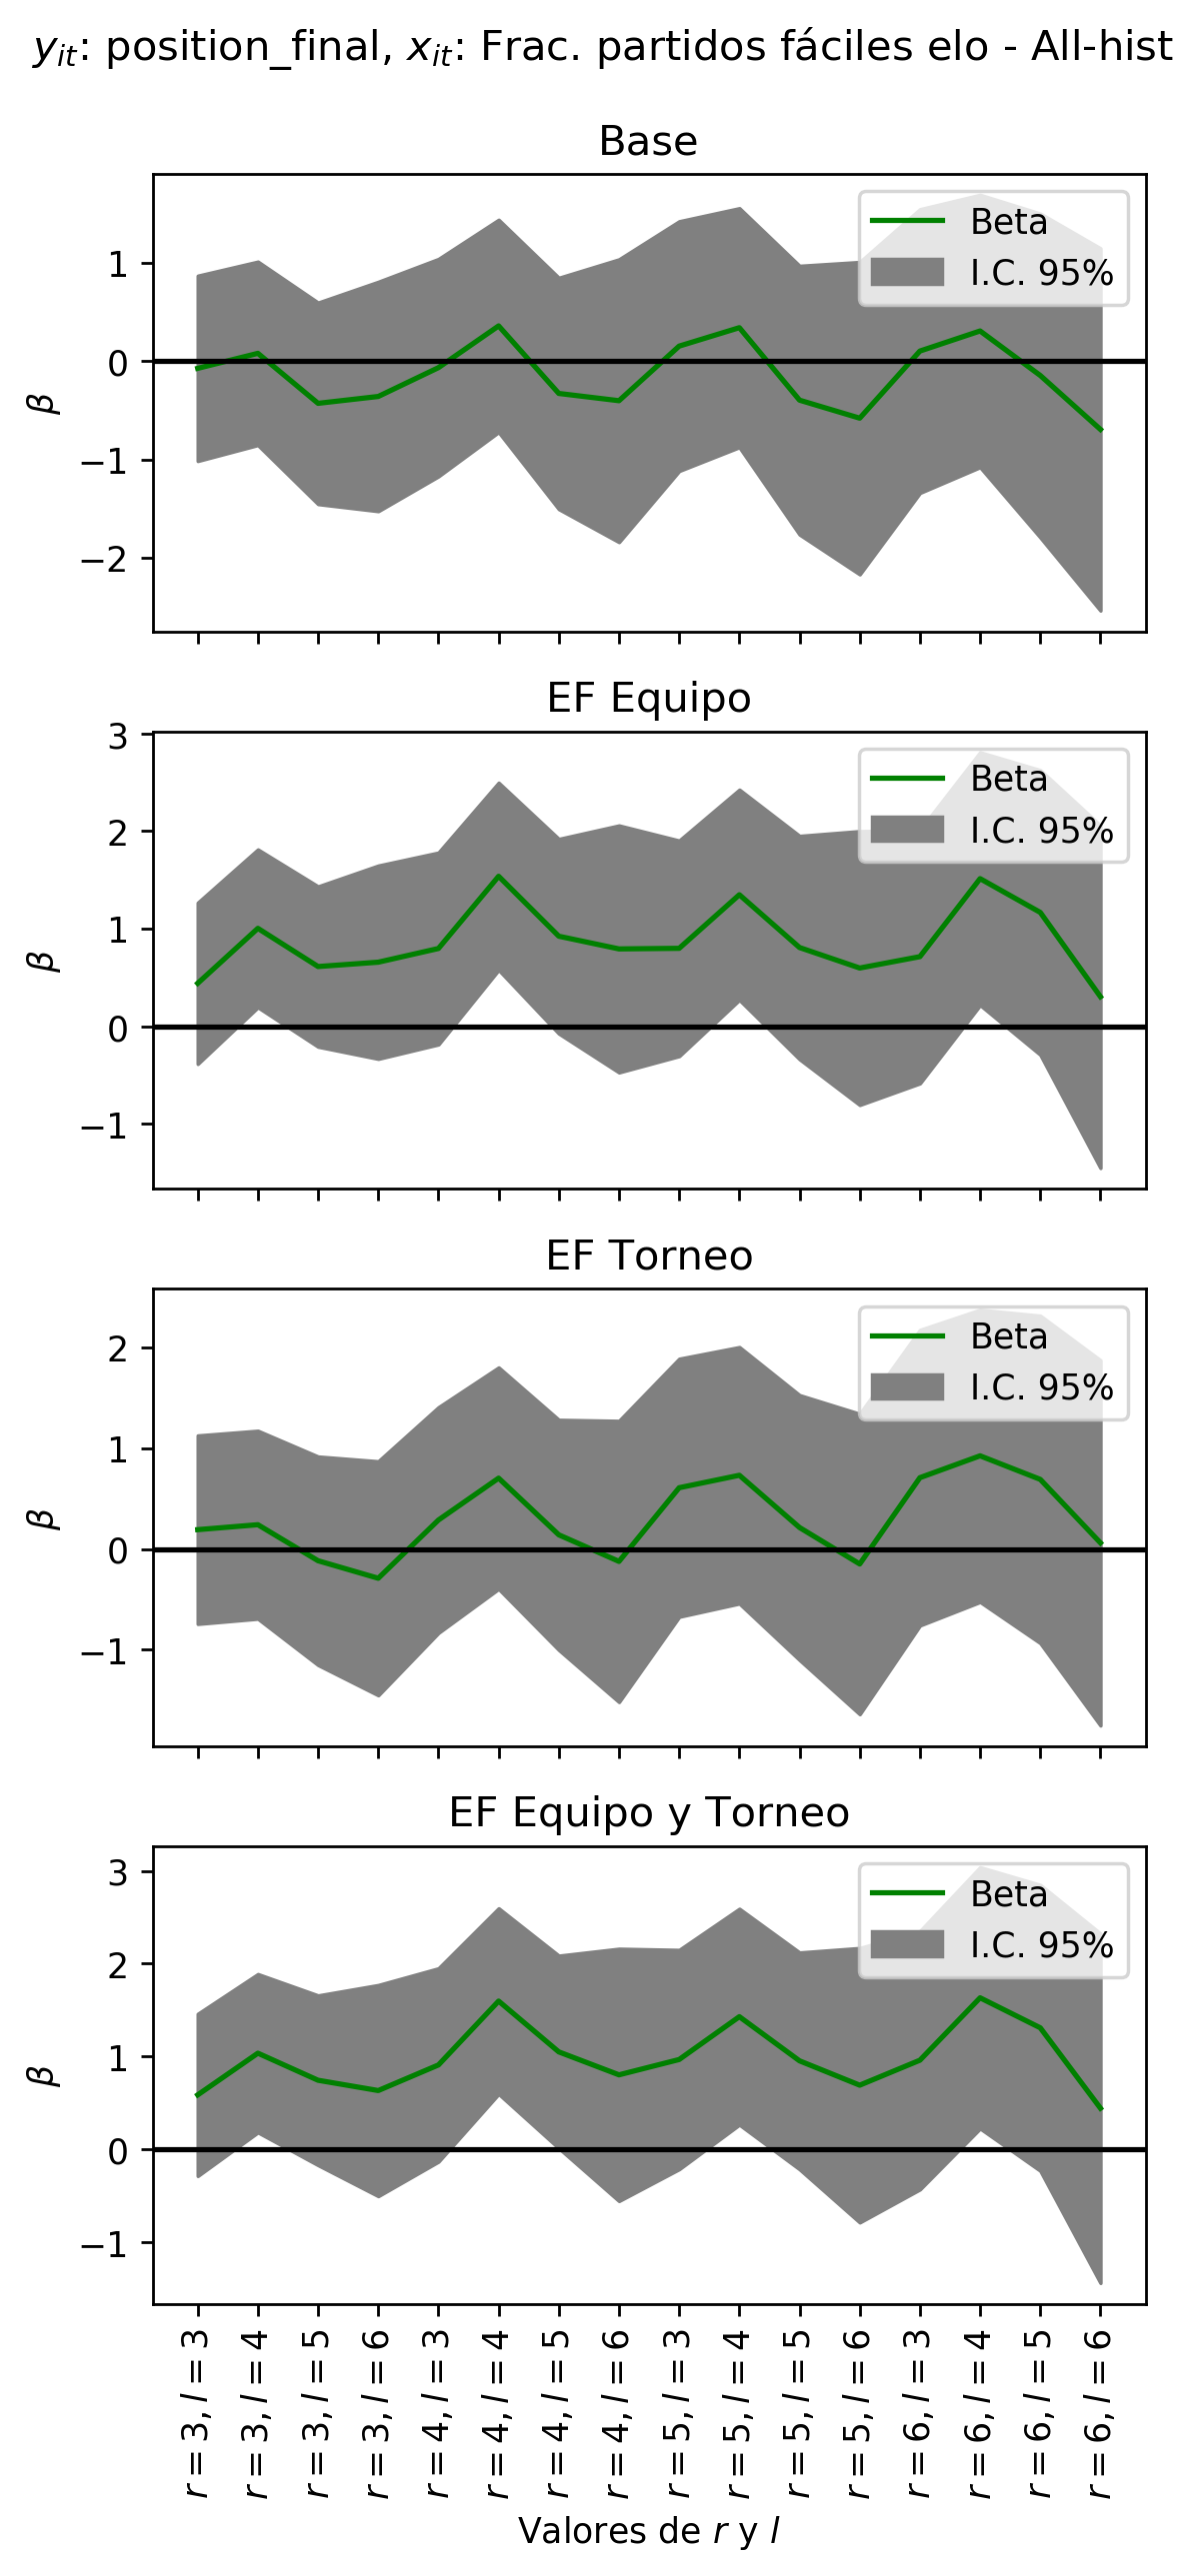 y_it: position_final, x_it: Frac. partidos fáciles elo - All-hist
Base
Beta
I.C. 95%
1
0
−1
−2
β
EF Equipo
Beta
I.C. 95%
3
2
1
0
−1
β
EF Torneo
Beta
I.C. 95%
2
1
0
−1
β
EF Equipo y Torneo
Beta
I.C. 95%
3
2
1
0
−1
β
r = 3, l = 3
r = 3, l = 4
r = 3, l = 5
r = 3, l = 6
r = 4, l = 3
r = 4, l = 4
r = 4, l = 5
r = 4, l = 6
r = 5, l = 3
r = 5, l = 4
r = 5, l = 5
r = 5, l = 6
r = 6, l = 3
r = 6, l = 4
r = 6, l = 5
r = 6, l = 6
Valores de r y l